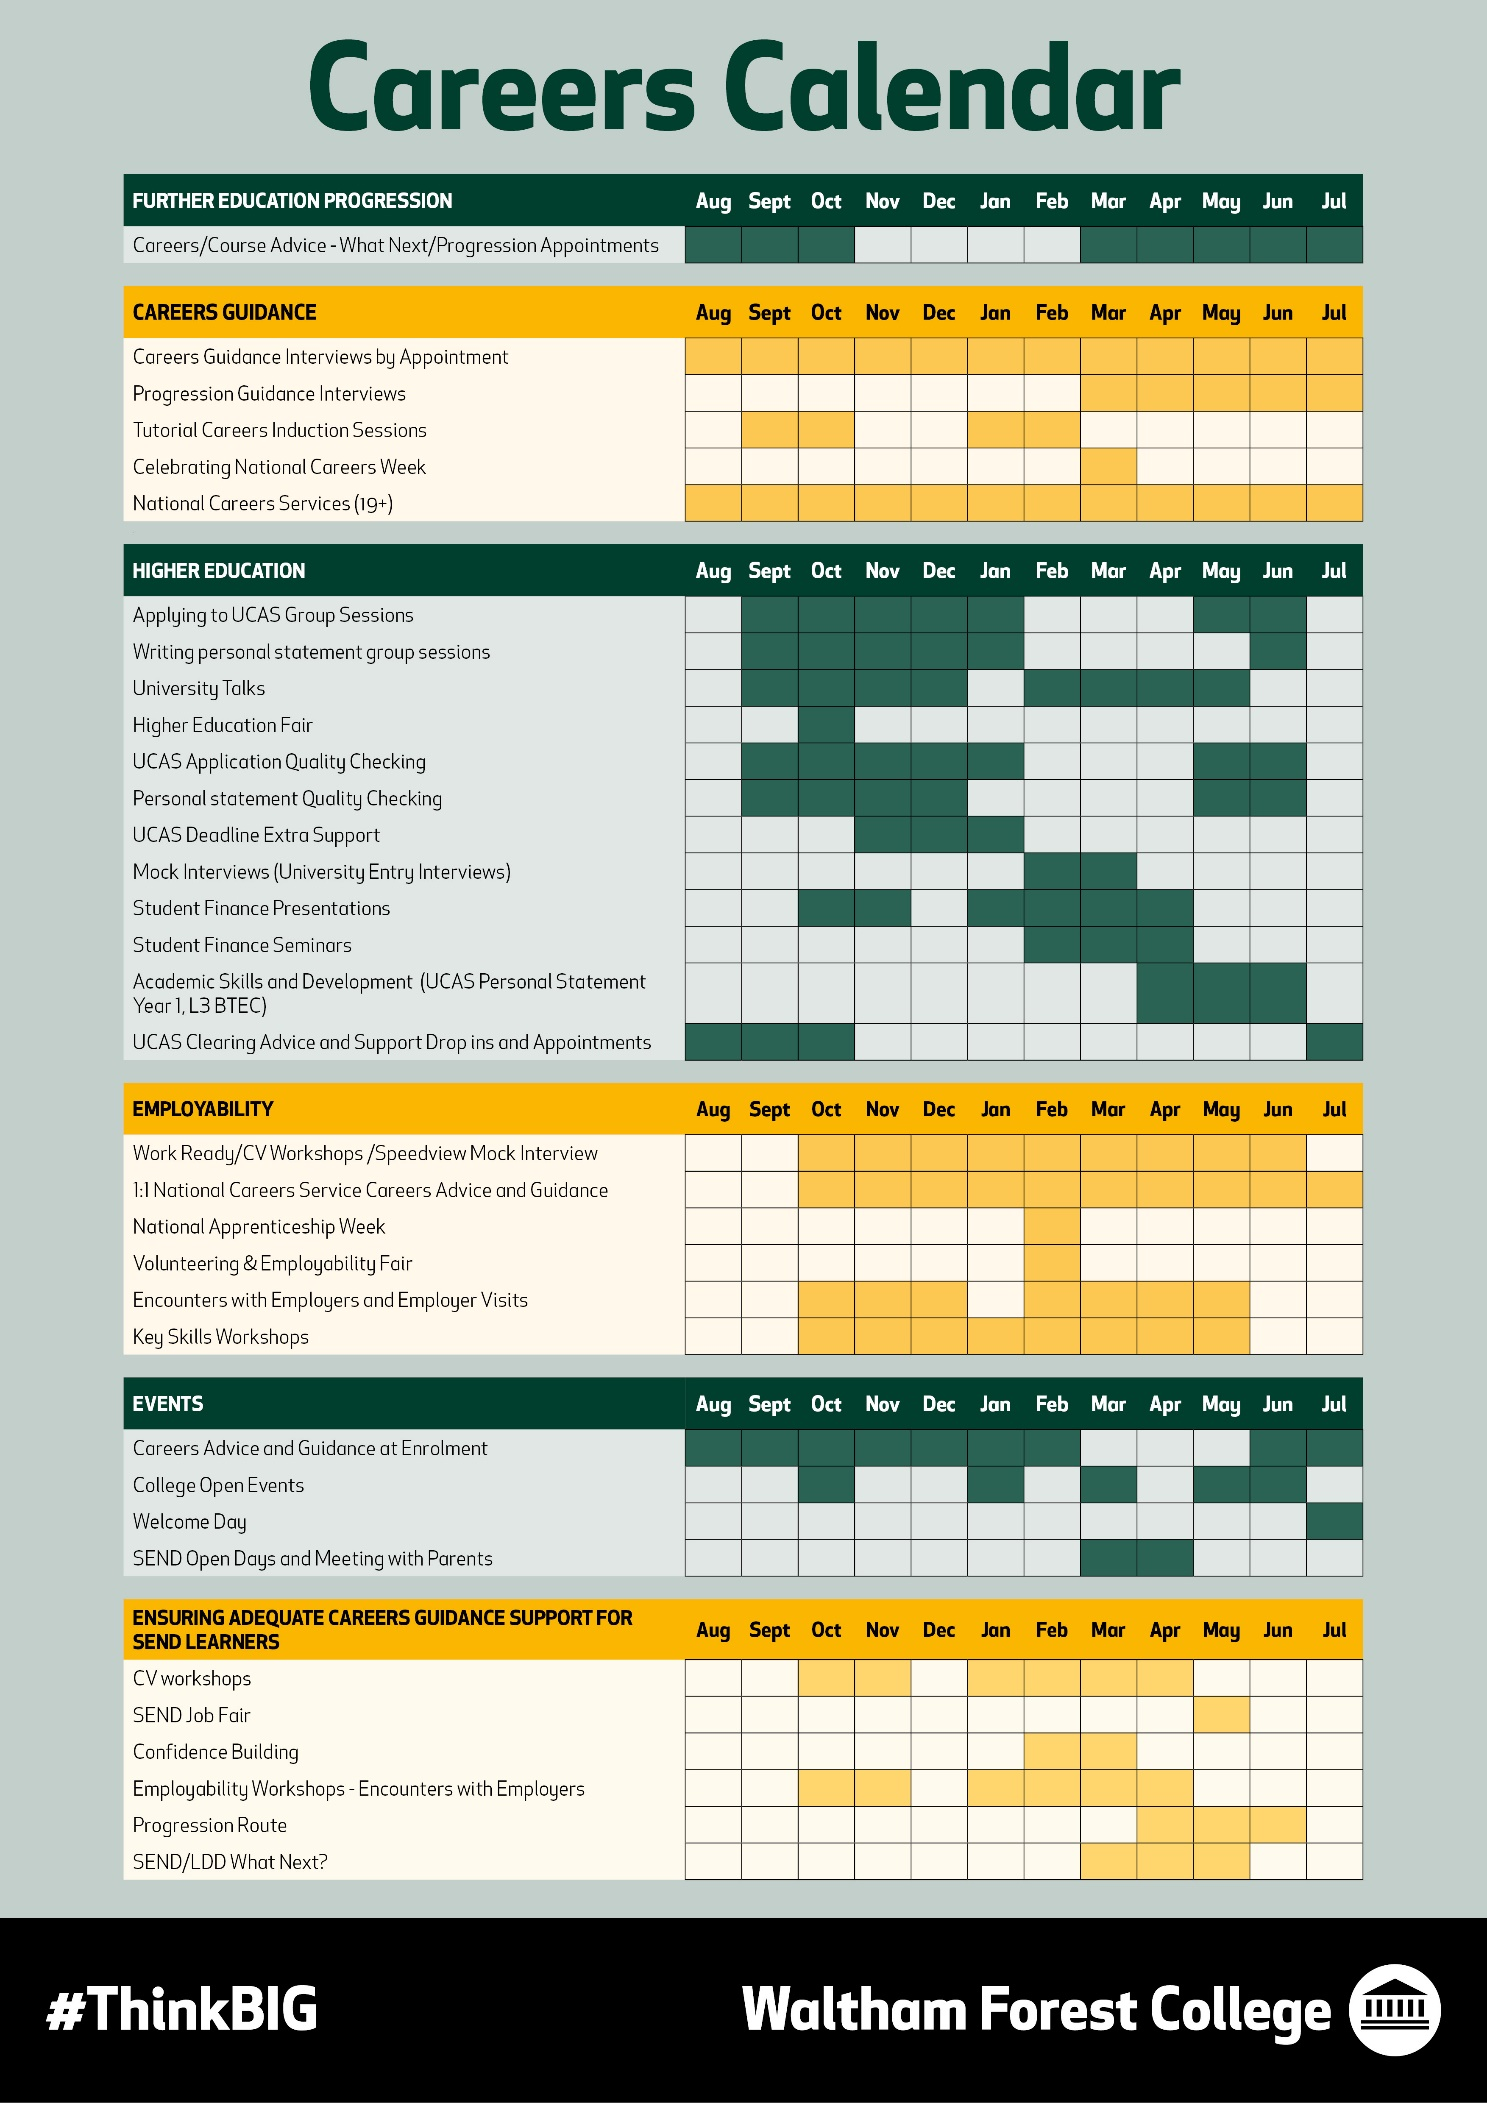 Careers Calendar
FURTHER EDUCATION PROGRESSION Aug Sept Oct Nov Dec Jan Feb Mar Apr May Jun Jul
Careers/Course Advice - What Next/Progression Appointments
CAREERS GUIDANCE Aug Sept Oct Nov Dec Jan Feb Mar Apr May Jun Jul
Careers Guidance Interviews by Appointment
Progression Guidance Interviews
Tutorial Careers Induction Sessions
Celebrating National Careers Week
National Careers Services (19+)
HIGHER EDUCATION Aug Sept Oct Nov Dec Jan Feb Mar Apr May Jun Jul
Applying to UCAS Group Sessions
Writing personal statement group sessions
University Talks
Higher Education Fair
UCAS Application Quality Checking
Personal statement Quality Checking
UCAS Deadline Extra Support
Mock Interviews (University Entry Interviews)
Student Finance Presentations
Student Finance Seminars
Academic Skills and Development (UCAS Personal Statement
Year 1, L3 BTEC)
UCAS Clearing Advice and Support Drop ins and Appointments
EMPLOYABILITY Aug Sept Oct Nov Dec Jan Feb Mar Apr May Jun Jul
Work Ready/CV Workshops /Speedview Mock Interview
1:1 National Careers Service Careers Advice and Guidance
National Apprenticeship Week
Volunteering & Employability Fair
Encounters with Employers and Employer Visits
Key Skills Workshops
EVENTS Aug Sept Oct Nov Dec Jan Feb Mar Apr May Jun Jul
Careers Advice and Guidance at Enrolment
College Open Events
Welcome Day
SEND Open Days and Meeting with Parents
ENSURING ADEQUATE CAREERS GUIDANCE SUPPORT FOR
SEND LEARNERS Aug Sept Oct Nov Dec Jan Feb Mar Apr May Jun Jul
CV workshops
SEND Job Fair
Confidence Building
Employability Workshops - Encounters with Employers
Progression Route
SEND/LDD What Next?
#ThinkBIG Waltham Forest College